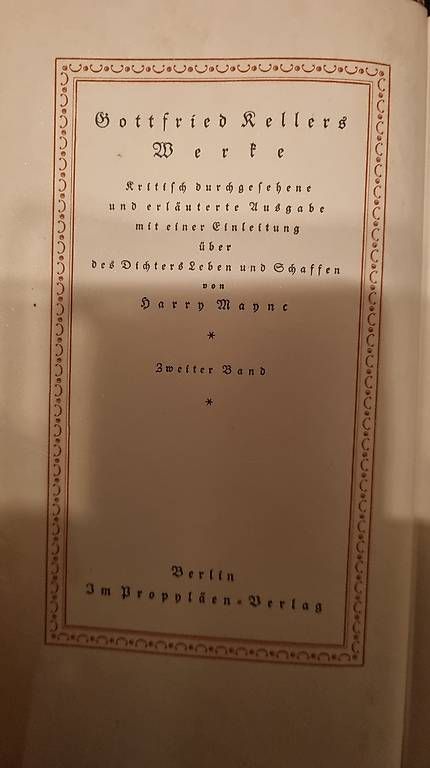 Gottfried Kellers
Werke
Kritiſch durchgeſehene
und erläuterte Ausgabe
mit einer Einleitung
über
des Dichters Leben und Schaffen
von
Harry Maync
*
Zweiter Band
*
Berlin
Im Propyläen-Verlag